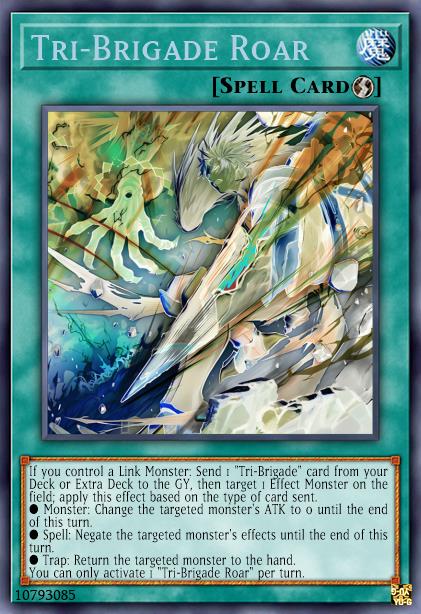 TRI-BRIGADE ROAR
魔
[SPELL CARD]
If you control a Link Monster: Send 1 "Tri-Brigade" card from your
Deck or Extra Deck to the GY, then target 1 Effect Monster on the
field; apply this effect based on the type of card sent.
● Monster: Change the targeted monster's ATK to 0 until the end
of this turn.
● Spell: Negate the targeted monster's effects until the end of this
turn.
● Trap: Return the targeted monster to the hand.
You can only activate 1 "Tri-Brigade Roar" per turn.
10793085